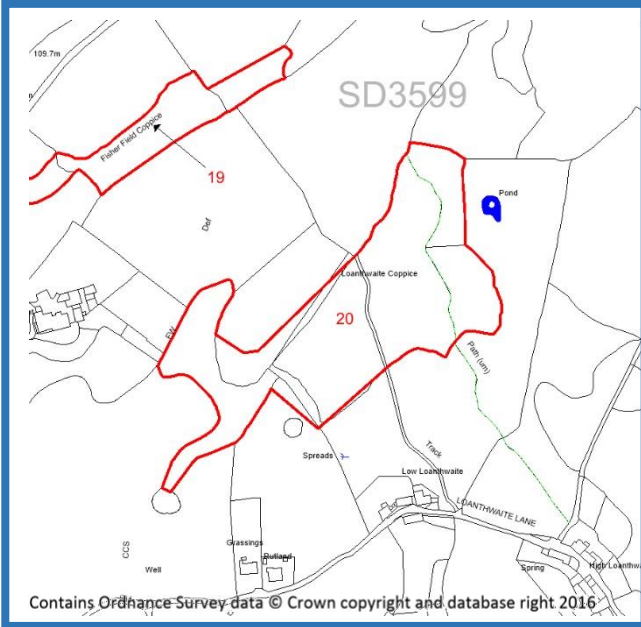 109.7m
SD3599
Fisher Field Coppice
19
Pond
Def
Loanthwaite Coppice
20
FW
Path (um)
Track
Spreads
Low Loanthwaite
LOANTHWAITE LANE
CCS
Grassings
Rutland
Well
Spring
High Loanthwa
Contains Ordnance Survey data © Crown copyright and database right 2016